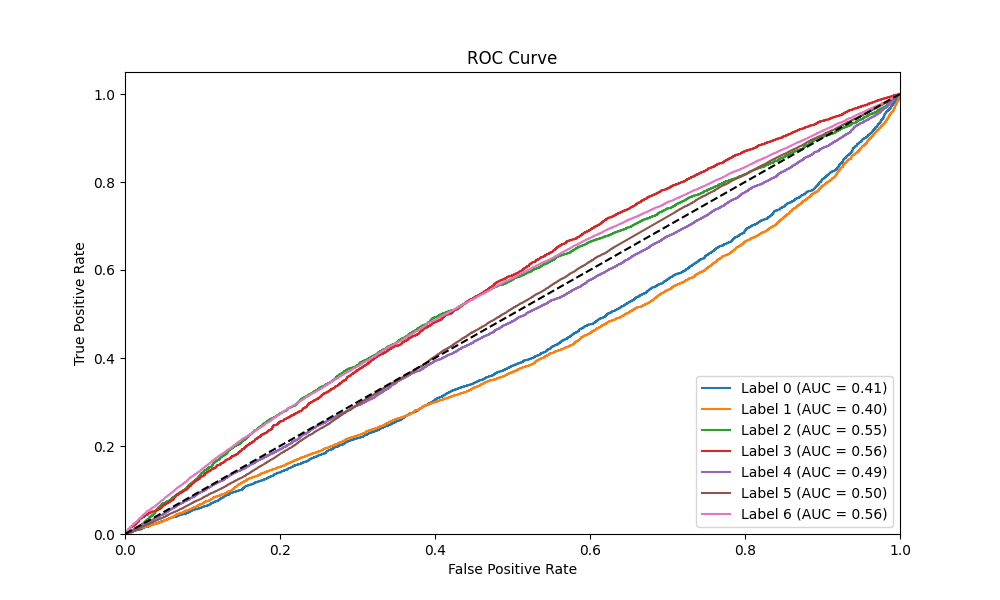 ROC Curve
True Positive Rate
1.0
0.8
0.6
0.4
0.2
0.0
Label 0 (AUC = 0.41)
Label 1 (AUC = 0.40)
Label 2 (AUC = 0.55)
Label 3 (AUC = 0.56)
Label 4 (AUC = 0.49)
Label 5 (AUC = 0.50)
Label 6 (AUC = 0.56)
0.0 0.2 0.4 0.6 0.8 1.0
False Positive Rate